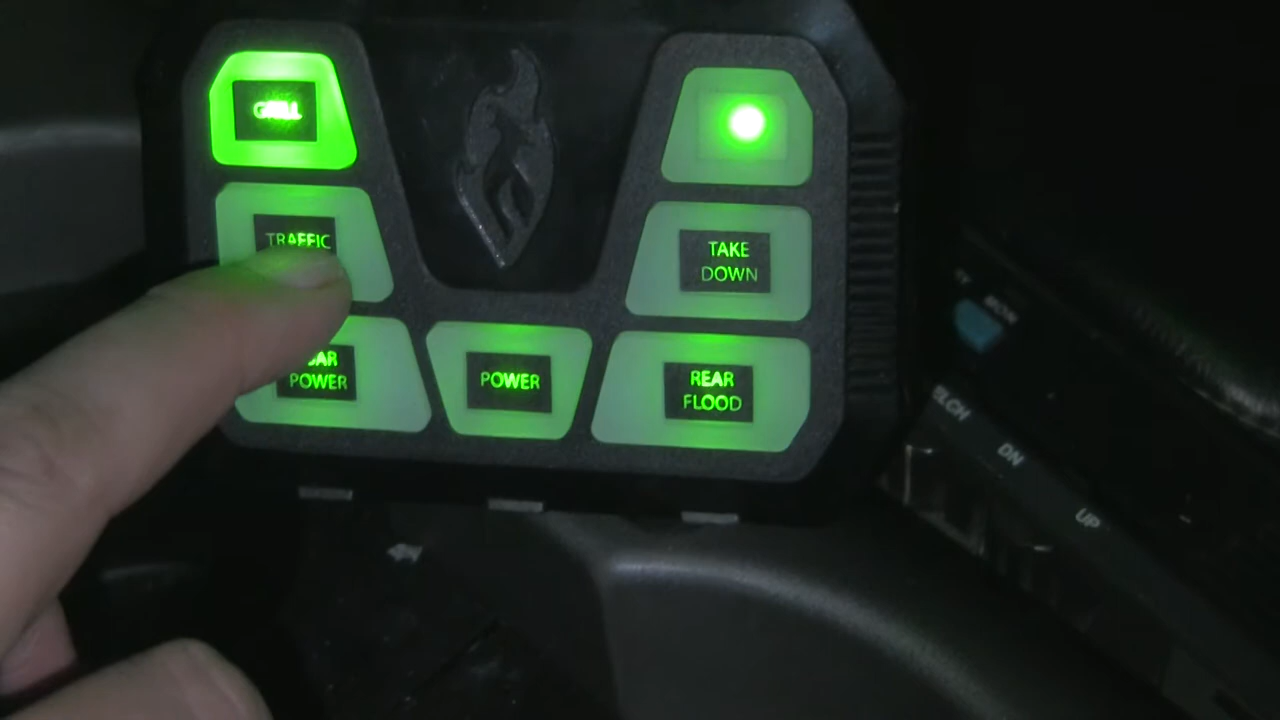 GRILL
TRAFFIC
TAKE
DOWN
POWER
POWER
REAR
FLOOD
DN
UP